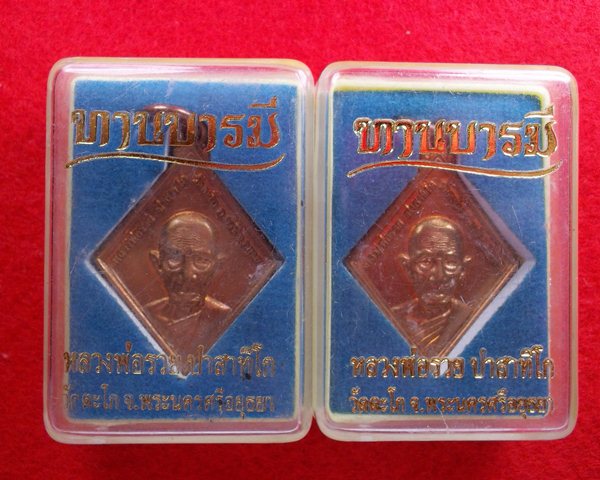 ทานบารมี
หลวงพ่อรวย ปาสาทิโก
วัดตะโก จ.พระนครศรีอยุธยา
ทานบารมี
หลวงพ่อรวย ปาสาทิโก
วัดตะโก จ.พระนครศรีอยุธยา